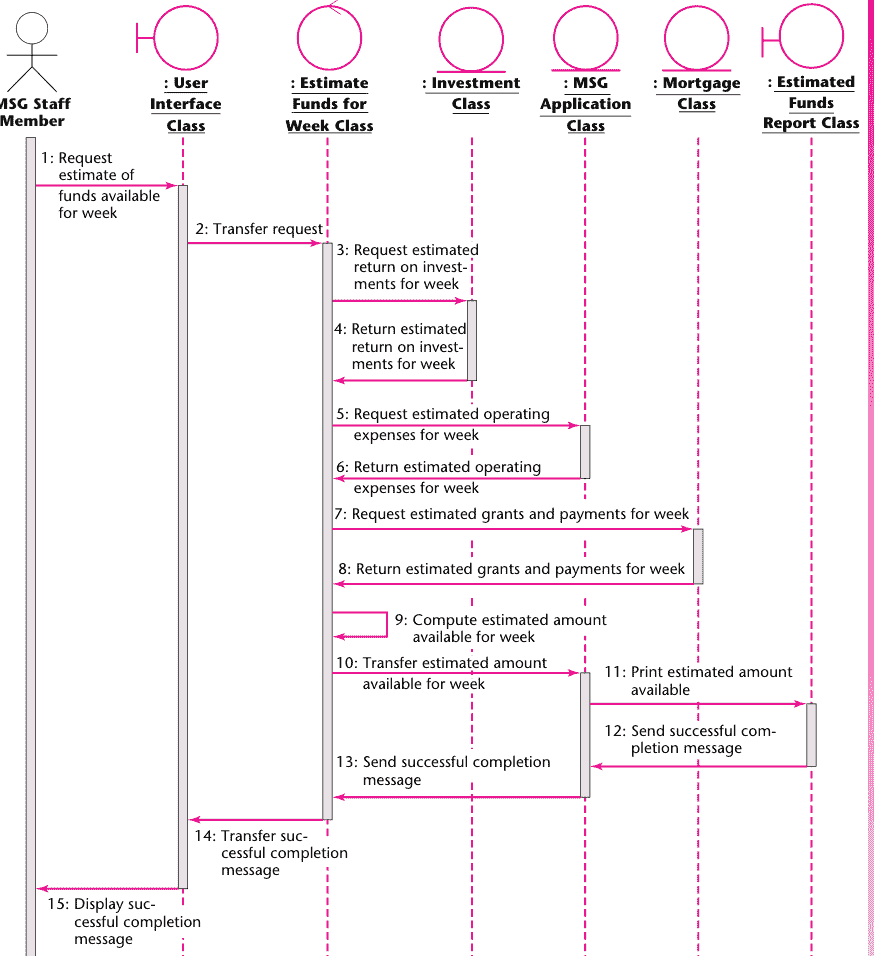 MSG Staff
Member
: User
Interface
Class
: Estimate
Funds for
Week Class
: Investment
Class
: MSG
Application
Class
: Mortgage
Class
: Estimated
Funds
Report Class
1: Request
estimate of
funds available
for week
2: Transfer request
3: Request estimated
return on invest-
ments for week
4: Return estimated
return on invest-
ments for week
5: Request estimated operating
expenses for week
6: Return estimated operating
expenses for week
7: Request estimated grants and payments for week
8: Return estimated grants and payments for week
9: Compute estimated amount
available for week
10: Transfer estimated amount
available for week
11: Print estimated amount
available
12: Send successful com-
pletion message
13: Send successful completion
message
14: Transfer suc-
cessful completion
message
15: Display suc-
cessful completion
message